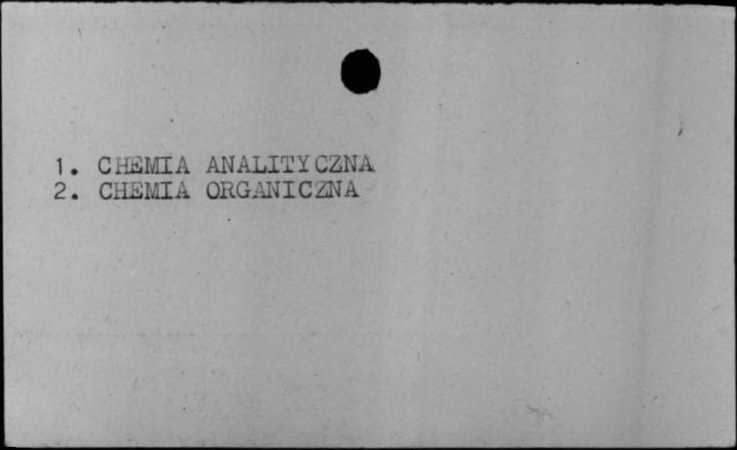 1. CHEMIA ANALITYCZNA
2. CHEMIA ORGANICZNA